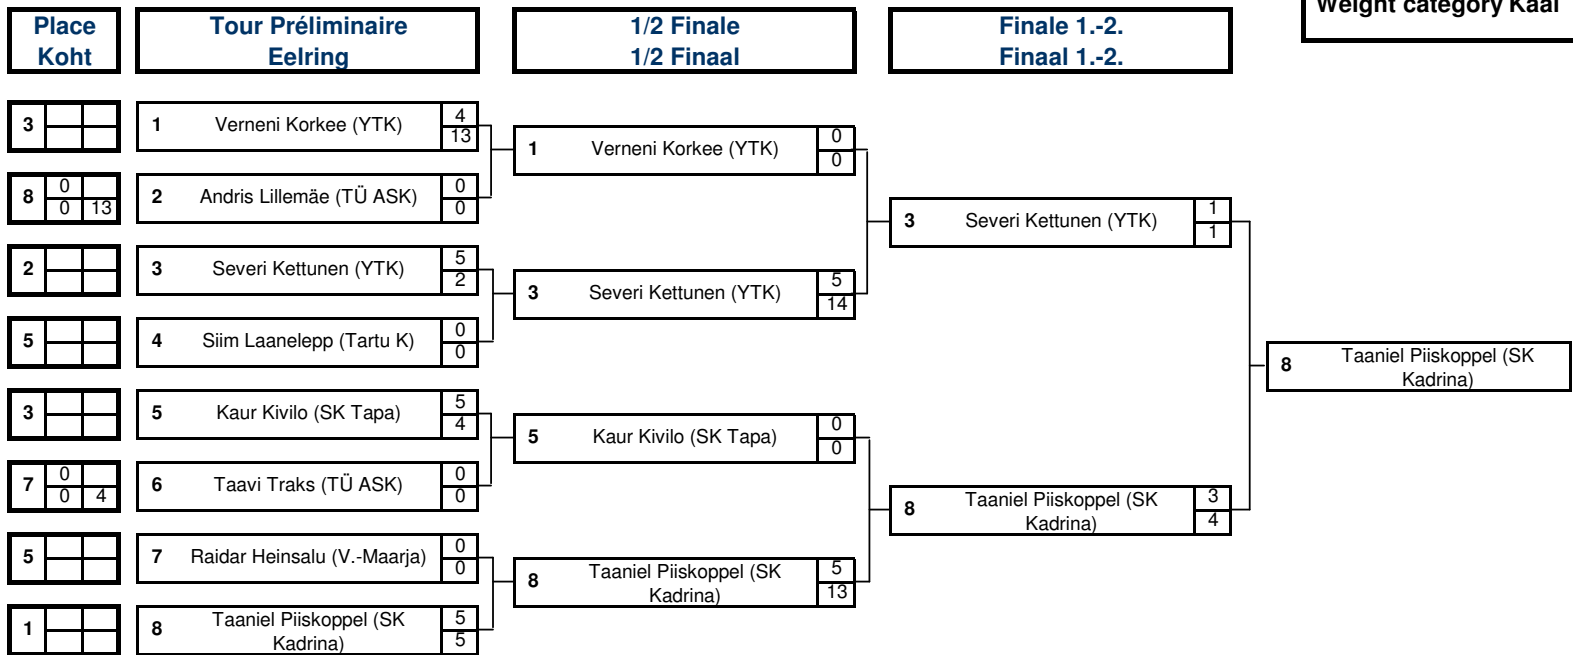 Weight category Kaal
Place
Koht
Tour Préliminaire
Eelring
1/2 Finale
1/2 Finaal
Finale 1.-2.
Finaal 1.-2.
3
1 Verneni Korkee (YTK) 4
13
1 Verneni Korkee (YTK) 0
0
8 0
0 13
2 Andris Lillemäe (TÜ ASK) 0
0
3 Severi Kettunen (YTK) 1
1
2
3 Severi Kettunen (YTK) 5
2
3 Severi Kettunen (YTK) 5
14
5
4 Siim Laanelepp (Tartu K) 0
0
8 Taaniel Piiskoppel (SK
Kadrina)
3
5 Kaur Kivilo (SK Tapa) 5
4
5 Kaur Kivilo (SK Tapa) 0
0
7 0
0 4
6 Taavi Traks (TÜ ASK) 0
0
8 Taaniel Piiskoppel (SK 3
Kadrina) 4
5
7 Raidar Heinsalu (V.-Maarja) 0
0
8 Taaniel Piiskoppel (SK 5
Kadrina) 13
1
8 Taaniel Piiskoppel (SK 5
Kadrina) 5